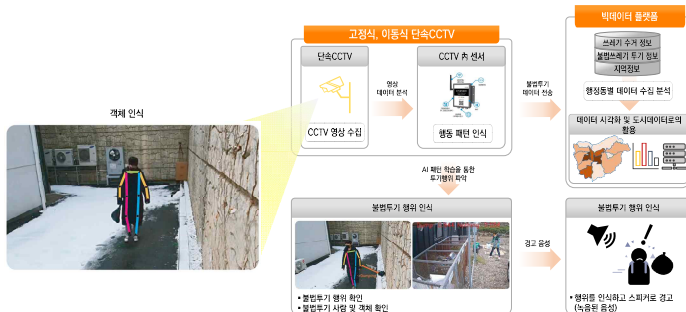 객체 인식
고정식, 이동식 단속CCTV
단속CCTV
CCTV 영상 수집
영상
데이터 분석
CCTV 內 센서
행동 패턴 인식
불법투기
데이터 전송
빅데이터 플랫폼
쓰레기 수거 정보
불법쓰레기 투기 정보
지역정보
행정동별 데이터 수집 분석
데이터 시각화 및 도시데이터로의
활용
AI 패턴 학습을 통한
투기행위 파악
불법투기 행위 인식
▪ 불법투기 행위 확인
▪ 불법투기 사람 및 객체 확인
경고 음성
불법투기 행위 인식
▪ 행위를 인식하고 스피커로 경고
(녹음된 음성)